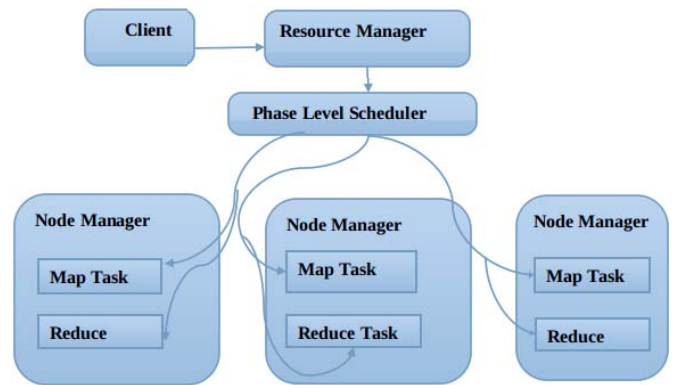 Client
Resource Manager
Phase Level Scheduler
Node Manager
Map Task
Reduce
Node Manager
Map Task
Reduce Task
Node Manager
Map Task
Reduce